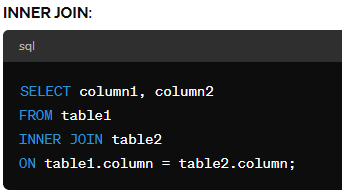 INNER JOIN:
sql
SELECT column1, column2
FROM table1
INNER JOIN table2
ON table1.column = table2.column;